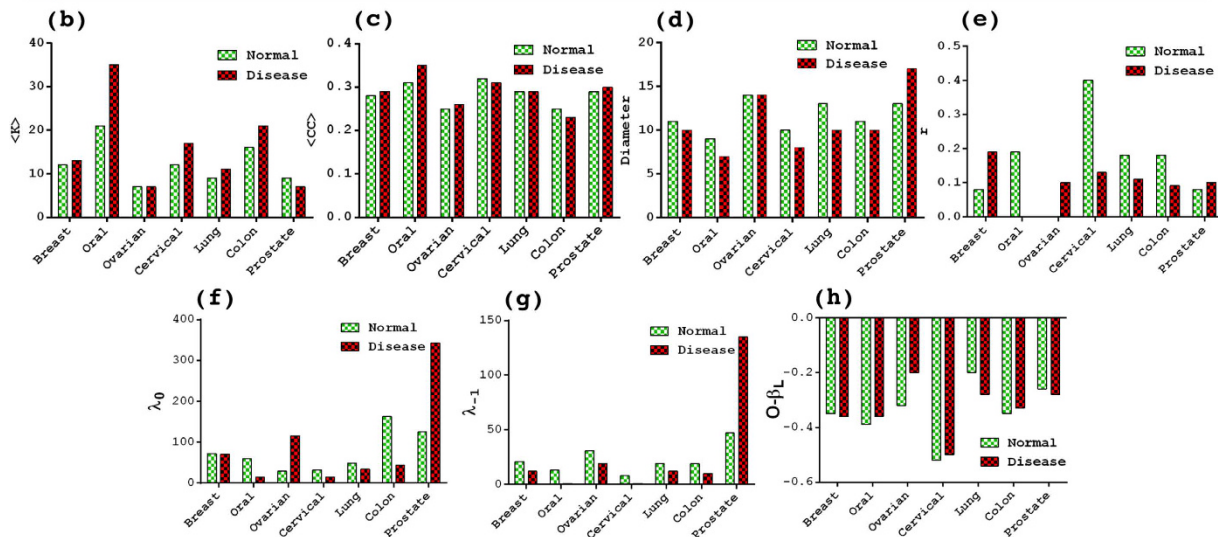 (b)
<K>
40
30
20
10
0
Normal
Disease
Breast
Oral
Ovarian
Cervical
Lung
Colon
Prostate
(c)
<CC>
0.4
0.3
0.2
0.1
0.0
Normal
Disease
Breast
Oral
Ovarian
Cervical
Lung
Colon
Prostate
(d)
Diameter
20
15
10
5
0
Normal
Disease
Breast
Oral
Ovarian
Cervical
Lung
Colon
Prostate
(e)
r
0.5
0.4
0.3
0.2
0.1
0.0
Normal
Disease
Breast
Oral
Ovarian
Cervical
Lung
Colon
Prostate
(f)
λ0
400
300
200
100
0
Normal
Disease
Breast
Oral
Ovarian
Cervical
Lung
Colon
Prostate
(g)
λ-1
150
100
50
0
Normal
Disease
Breast
Oral
Ovarian
Cervical
Lung
Colon
Prostate
(h)
O-βL
0.0
-0.2
-0.4
-0.6
Normal
Disease
Breast
Oral
Ovarian
Cervical
Lung
Colon
Prostate